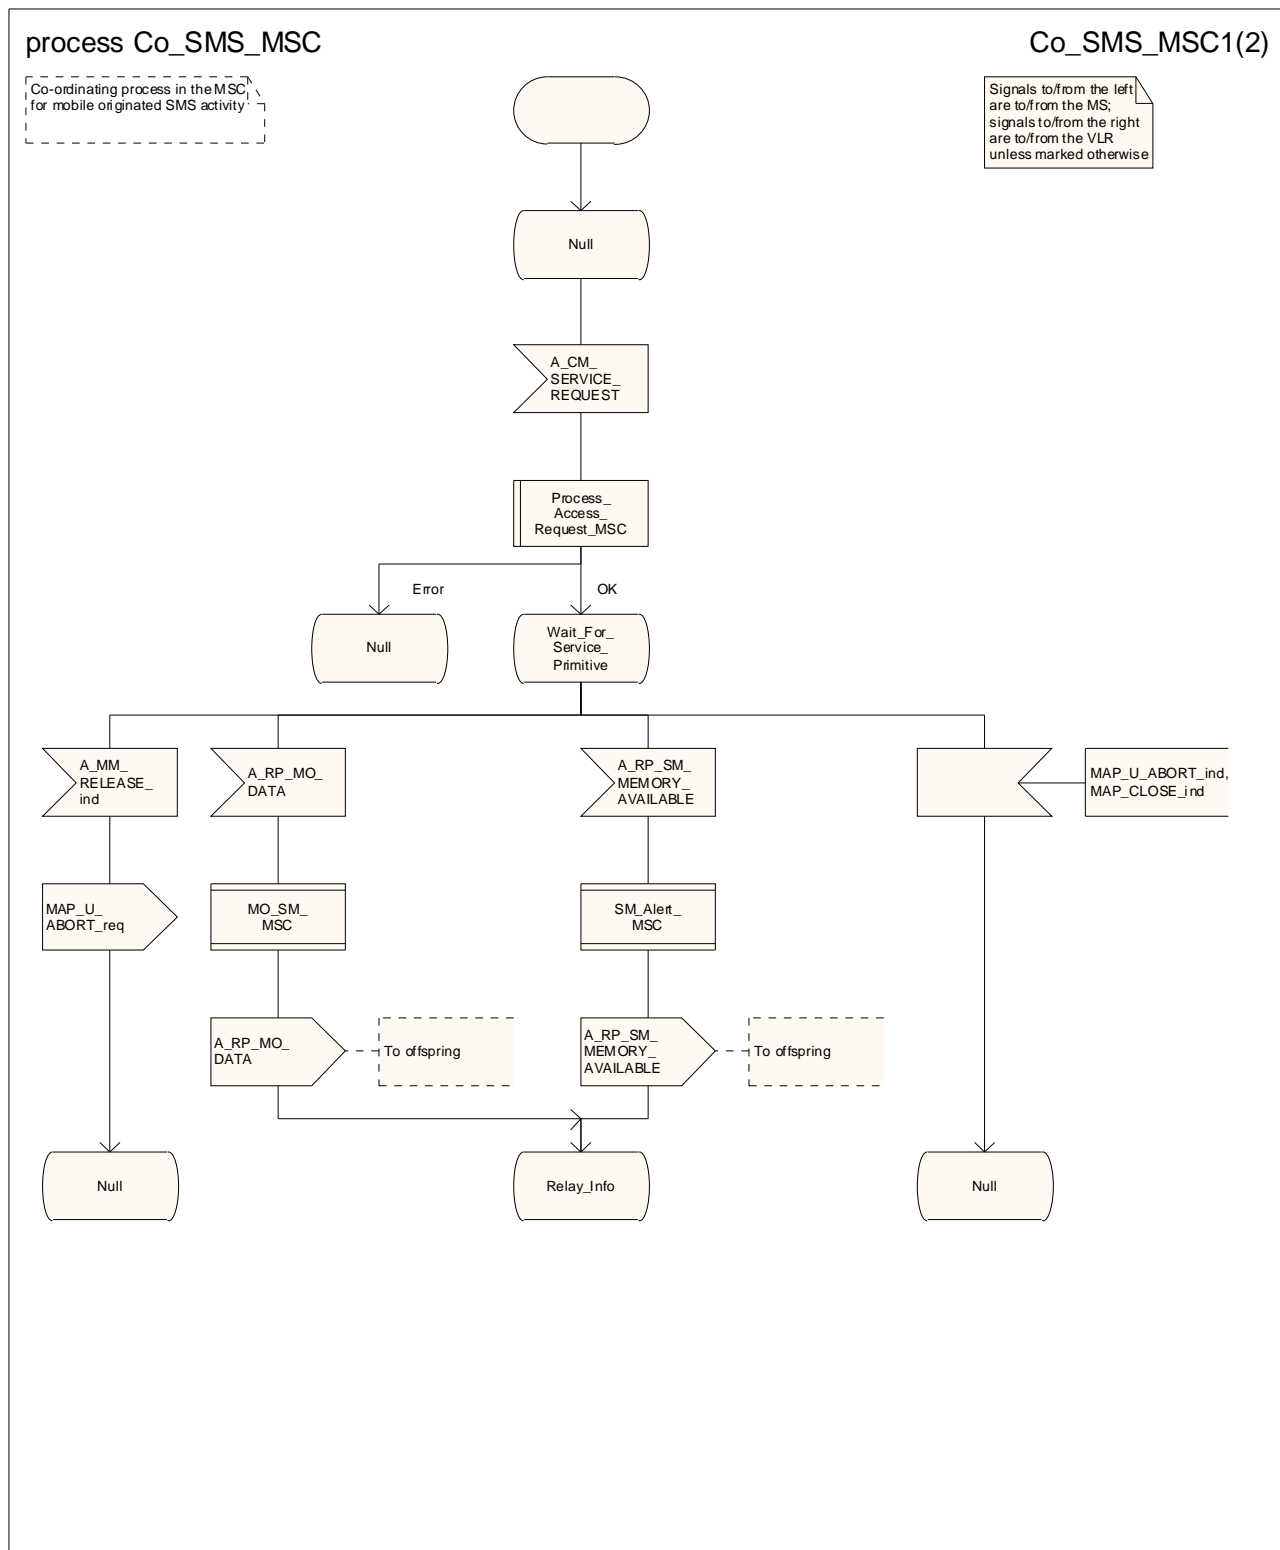 process Co_SMS_MSC
Co_SMS_MSC1(2)
Co-ordinating process in the MSC
for mobile originated SMS activity
Signals to/from the left
are to/from the MS;
signals to/from the right
are to/from the VLR
unless marked otherwise
Null
A_CM_
SERVICE_
REQUEST
Process_
Access_
Request_MSC
Error
OK
Null
Wait_For_
Service_
Primitive
A_MM_
RELEASE_
ind
A_RP_MO_
DATA
A_RP_SM_
MEMORY_
AVAILABLE
MAP_U_ABORT_ind,
MAP_CLOSE_ind
MAP_U_
ABORT_req
MO_SM_
MSC
SM_Alert_
MSC
A_RP_MO_
DATA
To offspring
A_RP_SM_
MEMORY_
AVAILABLE
To offspring
Null
Relay_Info
Null